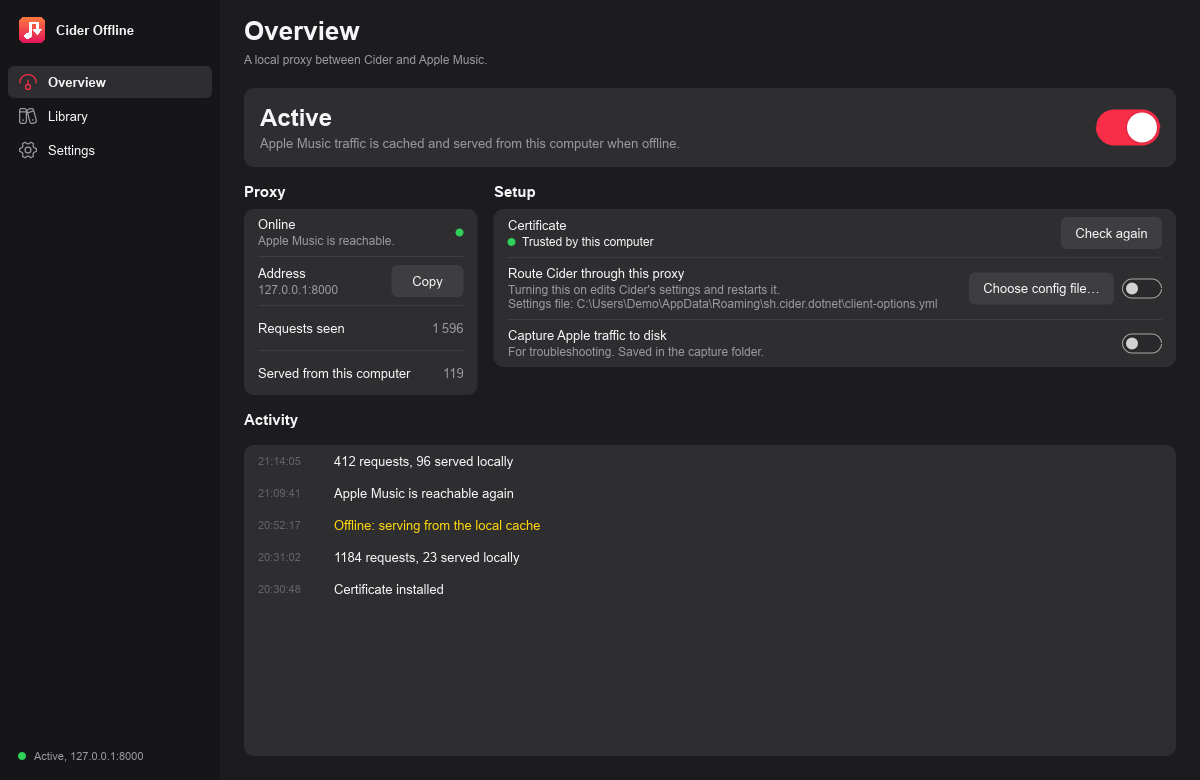 Cider Offline
Overview
Library
Settings
Active, 127.0.0.1:8000
Overview
A local proxy between Cider and Apple Music.
Active
Apple Music traffic is cached and served from this computer when offline.
Proxy
Online
Apple Music is reachable.
Address
127.0.0.1:8000
Copy
Requests seen 1 596
Served from this computer 119
Setup
Certificate
Trusted by this computer
Check again
Route Cider through this proxy
Turning this on edits Cider's settings and restarts it.
Settings file: C:\Users\Demo\AppData\Roaming\sh.cider.dotnet\client-options.yml
Choose config file…
Capture Apple traffic to disk
For troubleshooting. Saved in the capture folder.
Activity
21:14:05 412 requests, 96 served locally
21:09:41 Apple Music is reachable again
20:52:17 Offline: serving from the local cache
20:31:02 1184 requests, 23 served locally
20:30:48 Certificate installed